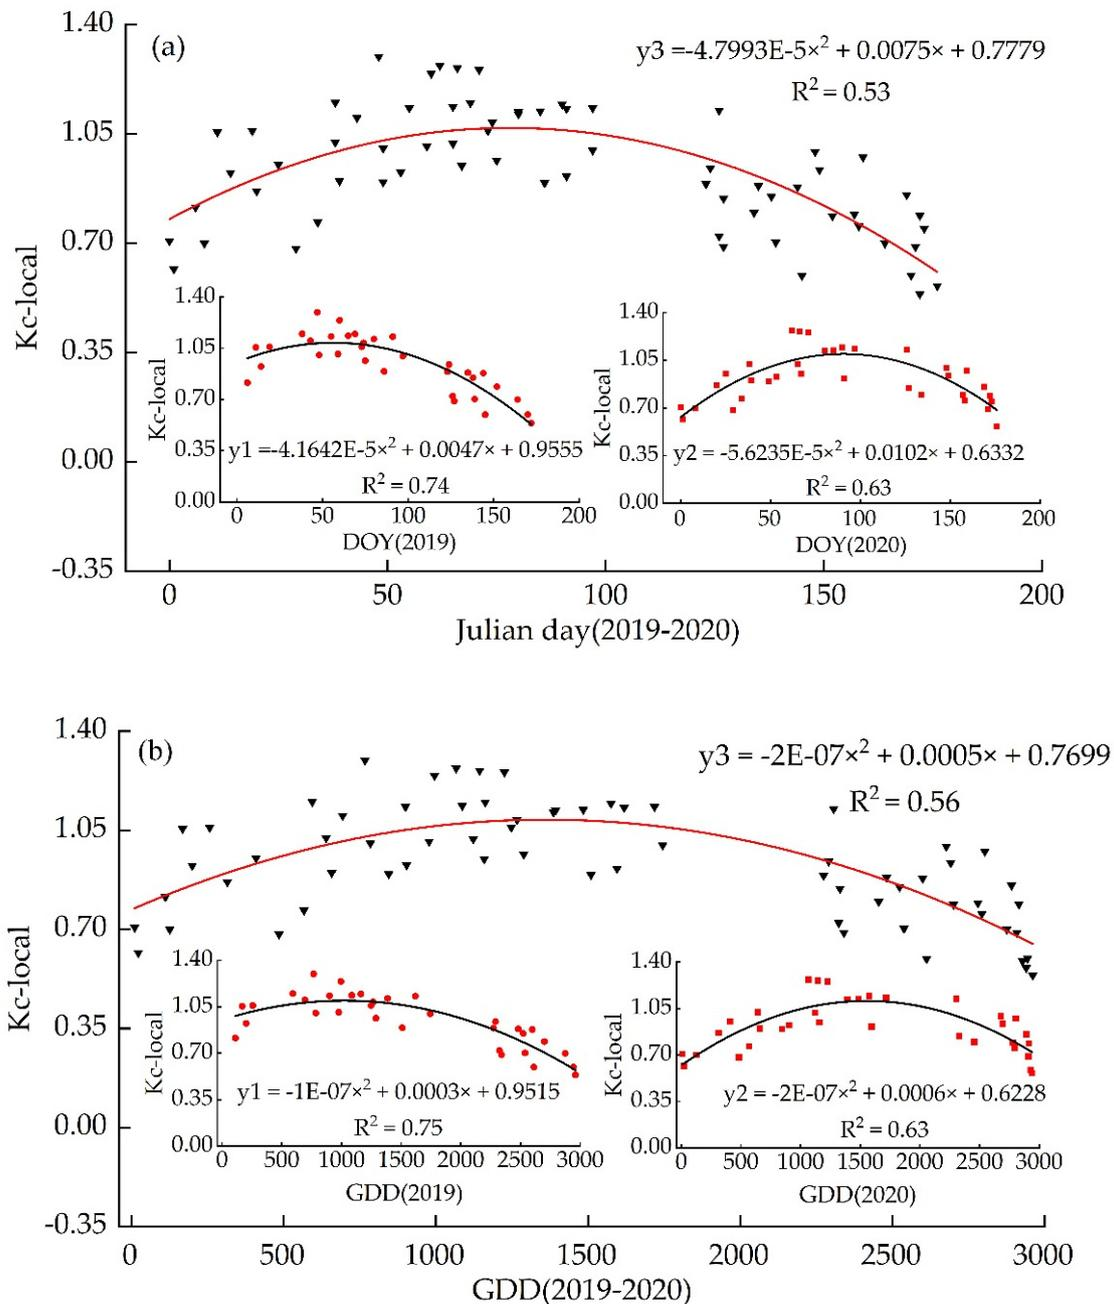 (a)
y3 =-4.7993E-5×² + 0.0075× + 0.7779
R² = 0.53
1.40
1.05
0.70
0.35
0.00
-0.35
Kc-local
1.40
1.05
0.70
0.35
0.00
Kc-local
y1 =-4.1642E-5×² + 0.0047× + 0.9555
R² = 0.74
0 50 100 150 200
DOY(2019)
1.40
1.05
0.70
0.35
0.00
Kc-local
y2 = -5.6235E-5×² + 0.0102× + 0.6332
R² = 0.63
0 50 100 150 200
DOY(2020)
0 50 100 150 200
Julian day(2019-2020)
(b)
y3 = -2E-07×² + 0.0005× + 0.7699
R² = 0.56
1.40
1.05
0.70
0.35
0.00
-0.35
Kc-local
1.40
1.05
0.70
0.35
0.00
Kc-local
y1 = -1E-07×² + 0.0003× + 0.9515
R² = 0.75
0 500 1000 1500 2000 2500 3000
GDD(2019)
1.40
1.05
0.70
0.35
0.00
Kc-local
y2 = -2E-07×² + 0.0006× + 0.6228
R² = 0.63
0 500 1000 1500 2000 2500 3000
GDD(2020)
0 500 1000 1500 2000 2500 3000
GDD(2019-2020)